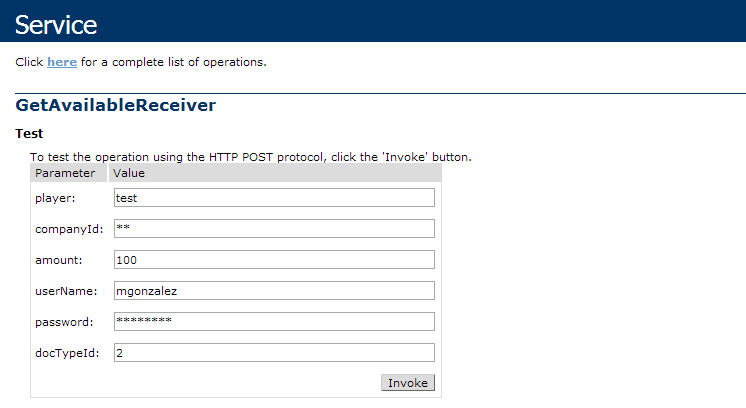 Service
Click here for a complete list of operations.
GetAvailableReceiver
Test
To test the operation using the HTTP POST protocol, click the 'Invoke' button.
Parameter Value
player: test
companyId: **
amount: 100
userName: mgonzalez
password: ********
docTypeId: 2
Invoke